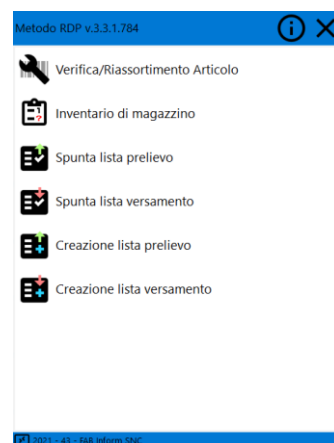 Metodo RDP v.3.3.1.784
Verifica/Riassortimento Articolo
Inventario di magazzino
Spunta lista prelievo
Spunta lista versamento
Creazione lista prelievo
Creazione lista versamento
2021 - 43 - FAR Inform SNC